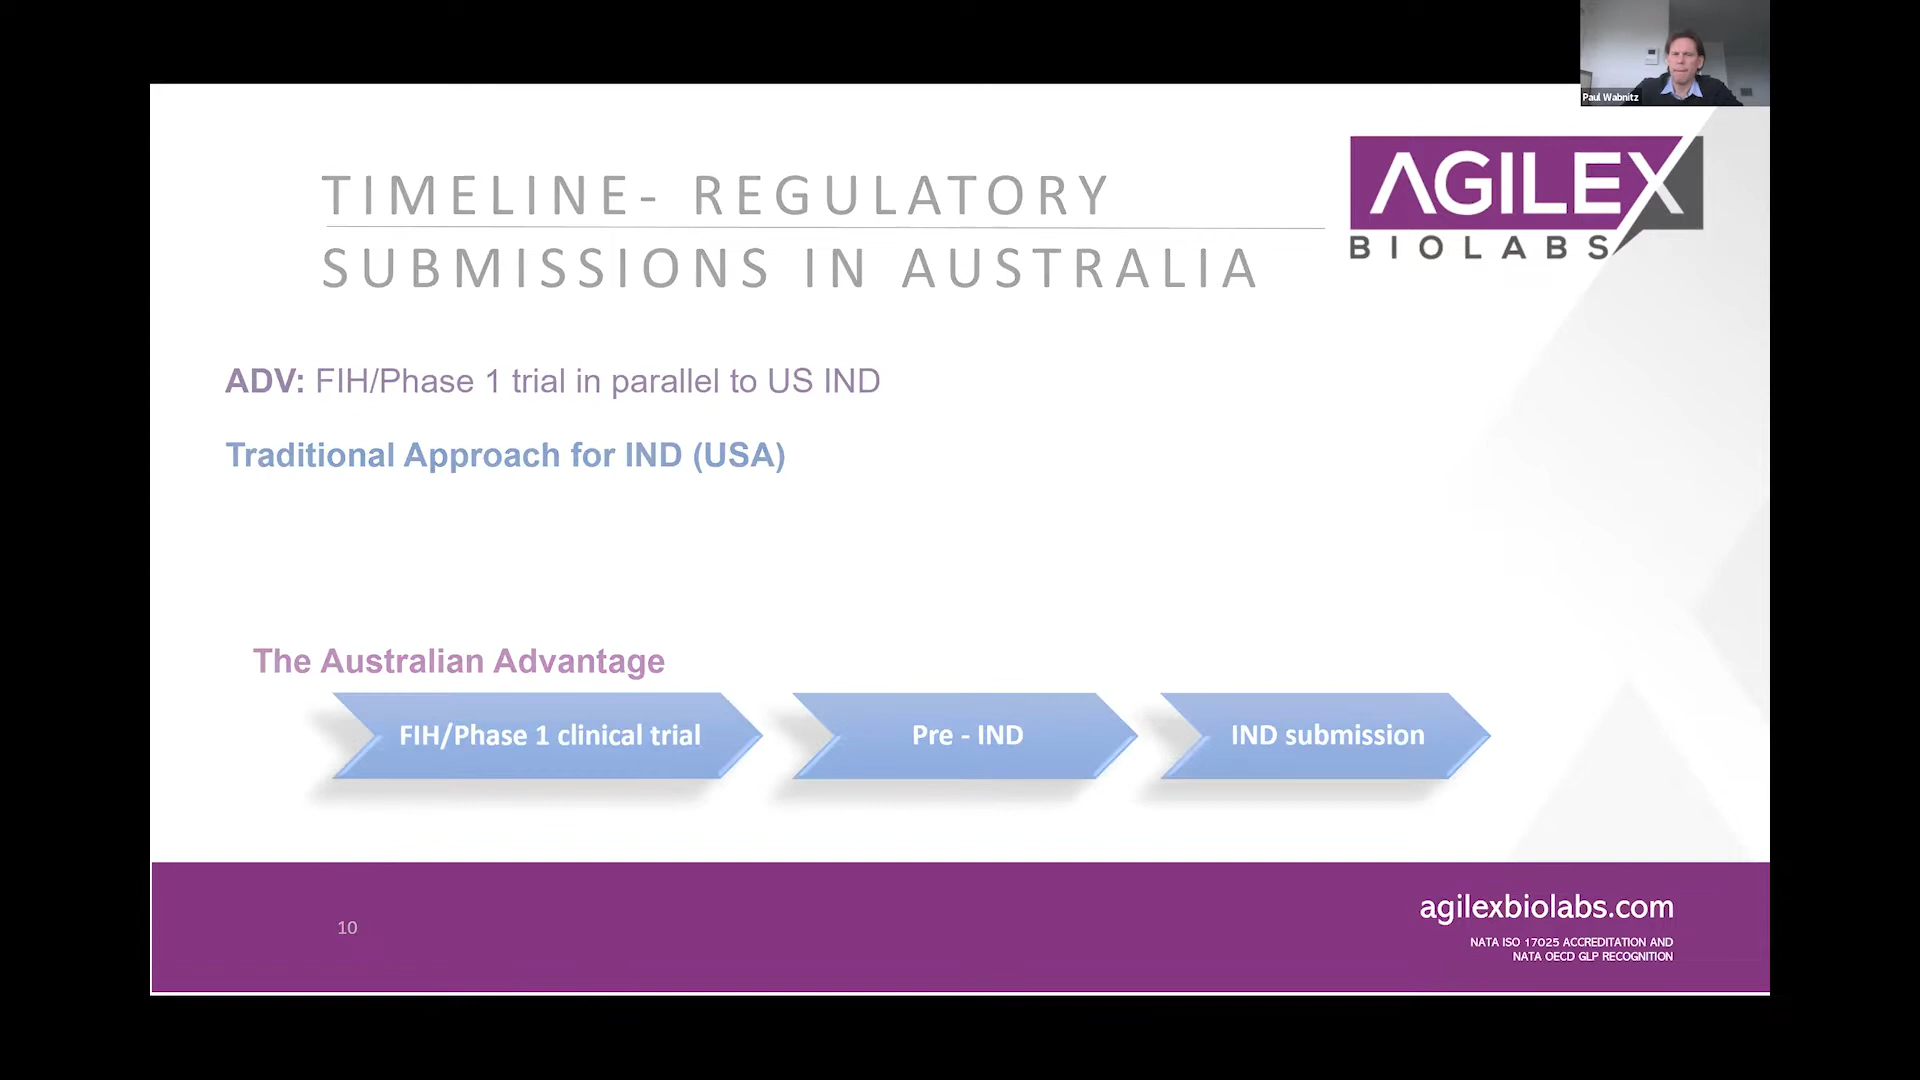 Paul Wabnitz
AGILEX
BIOLABS
TIMELINE- REGULATORY
SUBMISSIONS IN AUSTRALIA
ADV: FIH/Phase 1 trial in parallel to US IND
Traditional Approach for IND (USA)
The Australian Advantage
FIH/Phase 1 clinical trial
Pre - IND
IND submission
10
agilexbiolabs.com
NATA ISO 17025 ACCREDITATION AND
NATA OECD GLP RECOGNITION